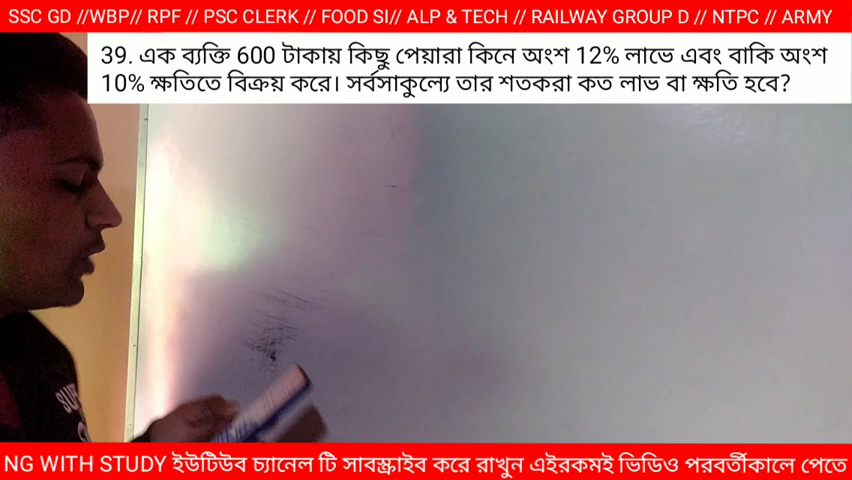 SSC GD //WBP// RPF // PSC CLERK // FOOD SI// ALP & TECH // RAILWAY GROUP D // NTPC // ARMY
39. এক ব্যক্তি 600 টাকায় কিছু পেয়ারা কিনে অংশ 12% লাভে এবং বাকি অংশ
10% ক্ষতিতে বিক্রয় করে। সর্বসাকুল্যে তার শতকরা কত লাভ বা ক্ষতি হবে?
NG WITH STUDY ইউটিউব চ্যানেল টি সাবস্ক্রাইব করে রাখুন এইরকমই ভিডিও পরবর্তীকালে পেতে